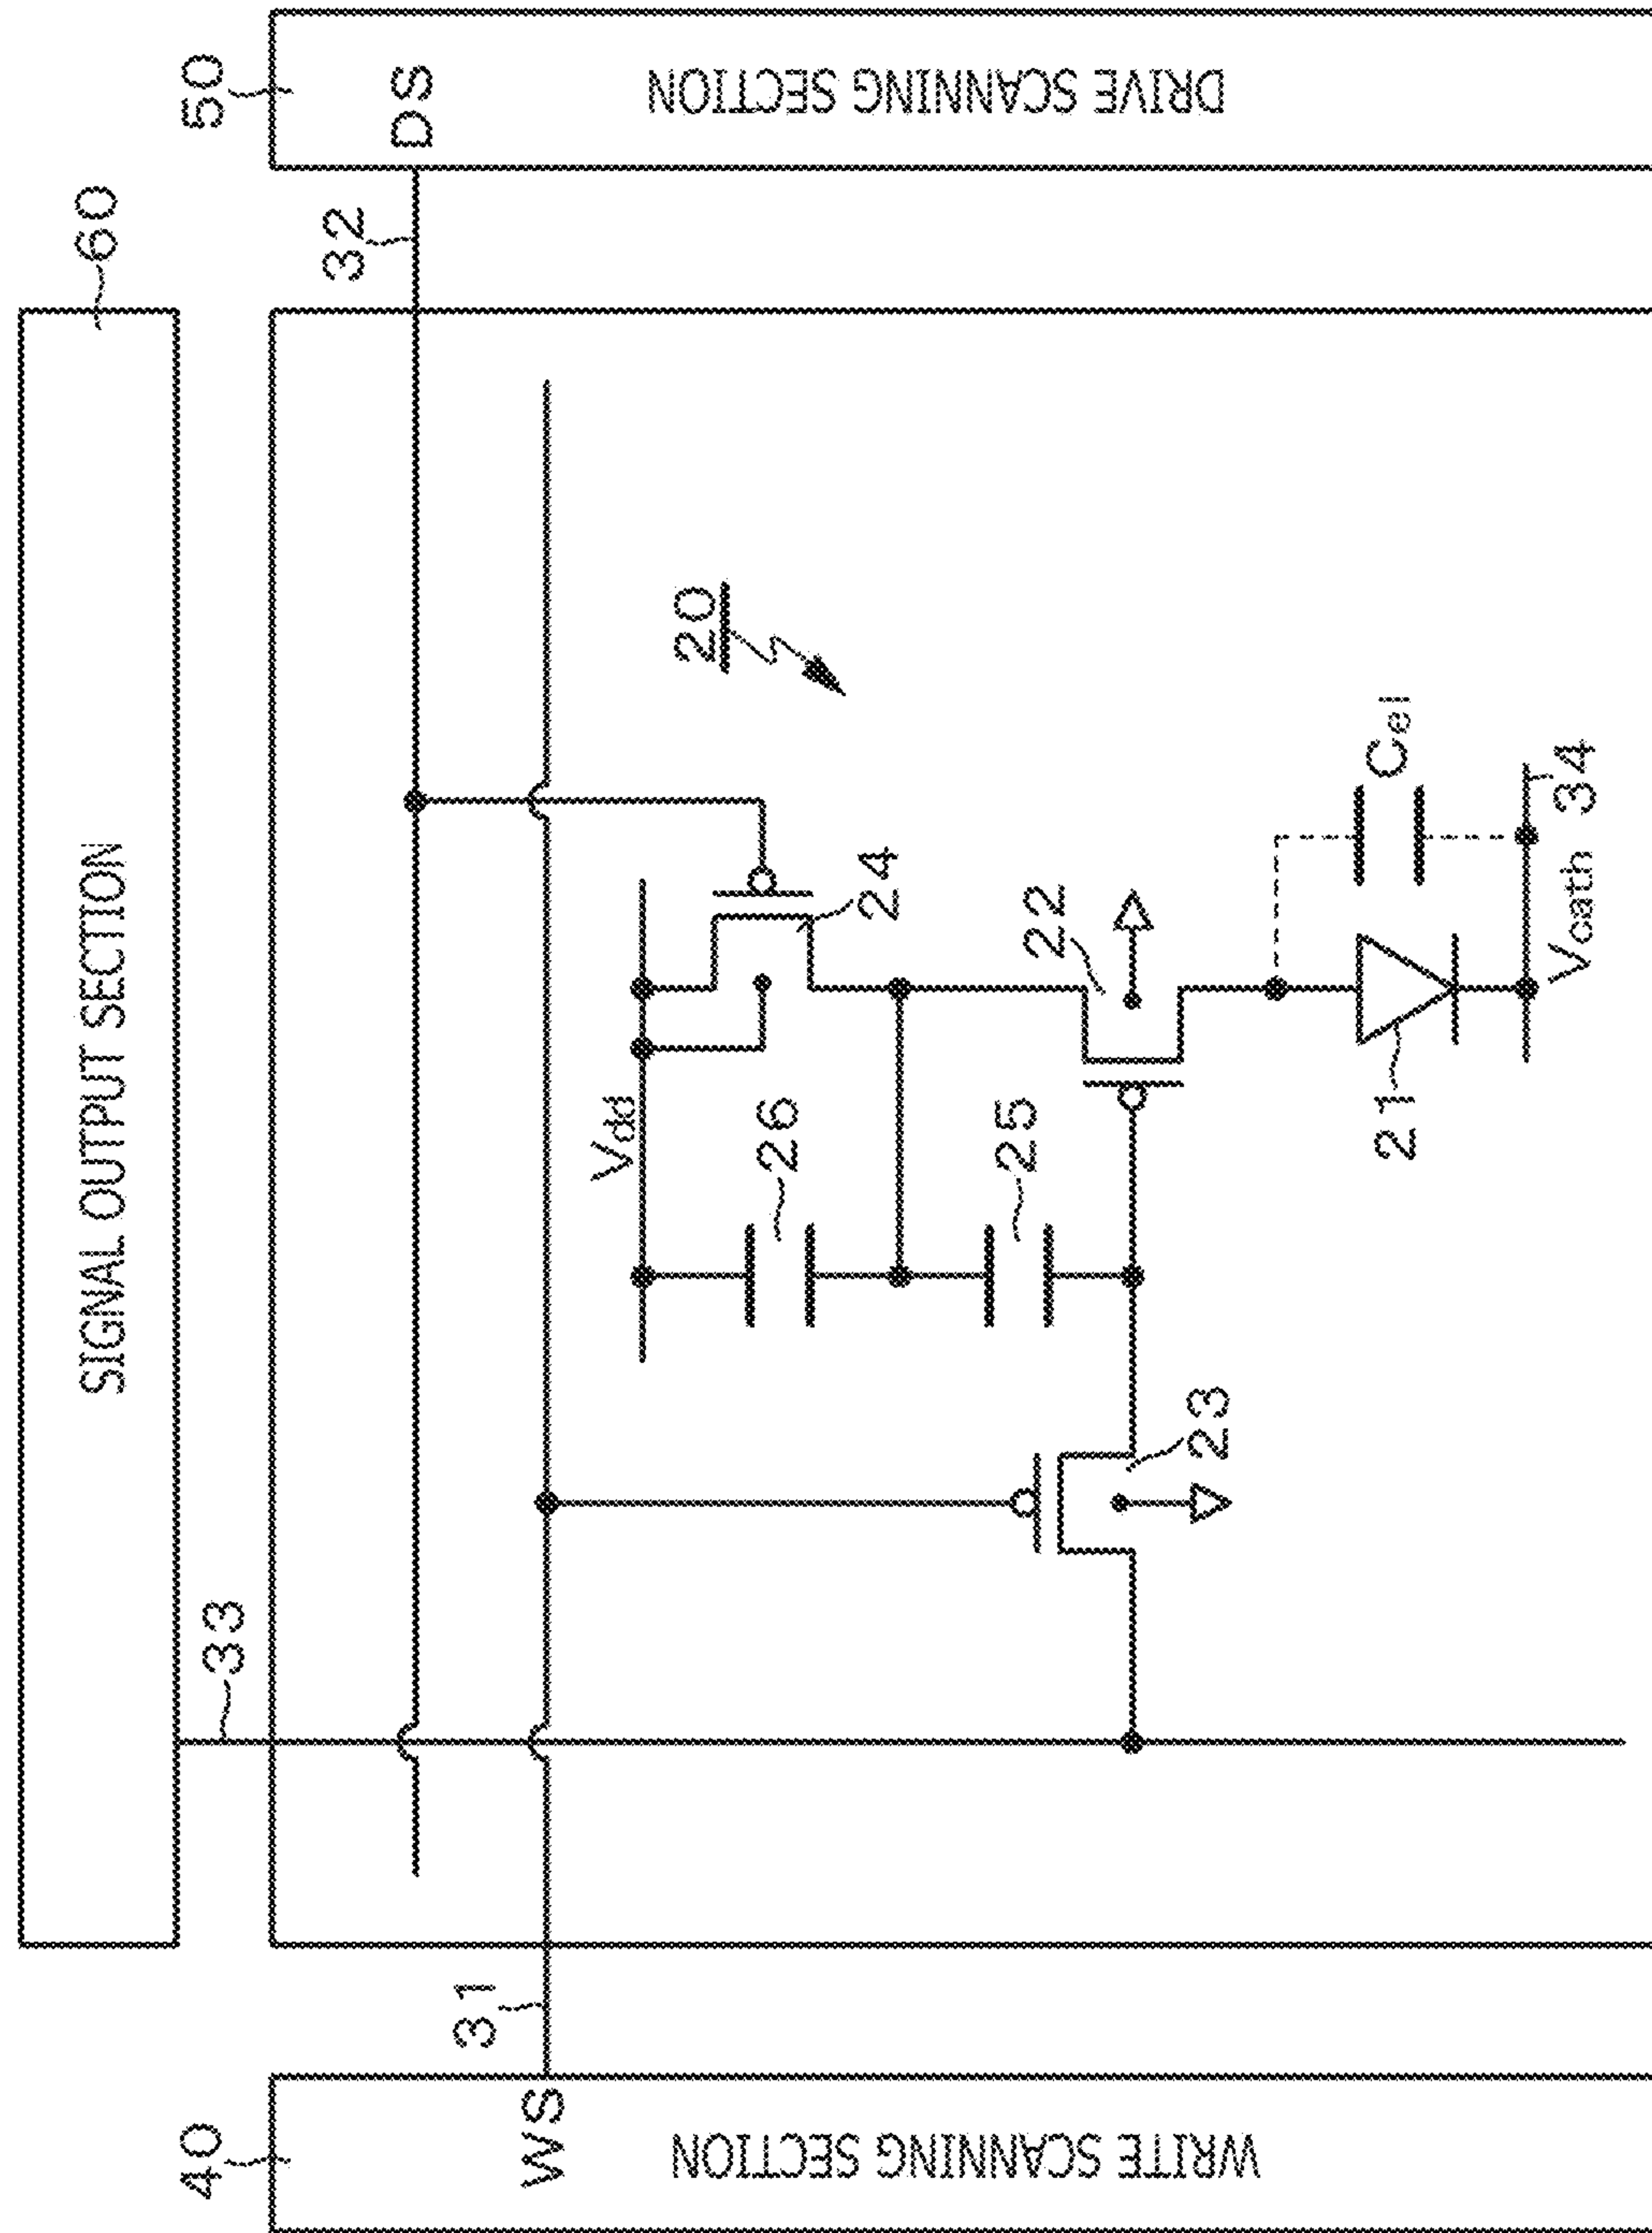 60
SIGNAL OUTPUT SECTION
33
40
50
WS
31
32
DS
WRITE SCANNING SECTION
DRIVE SCANNING SECTION
Vdd
20
26
24
25
22
23
21
Cel
Vcath
34